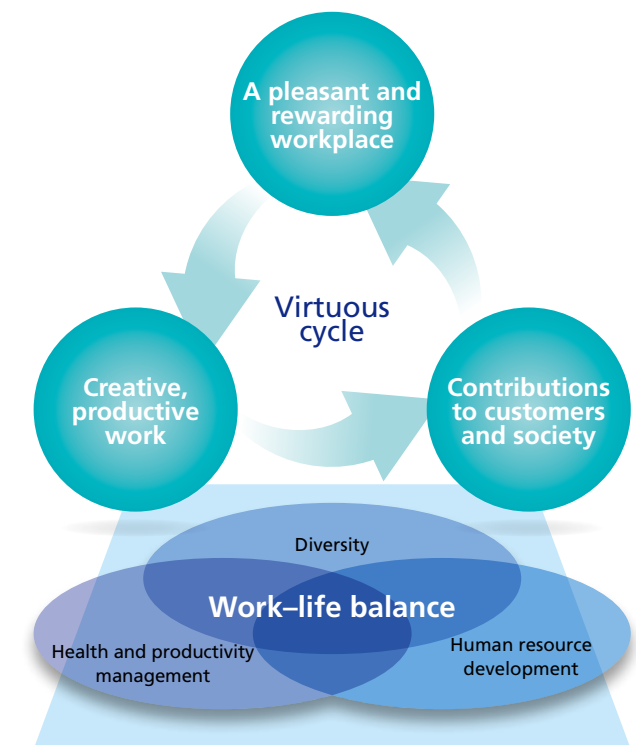 A pleasant and
rewarding
workplace
Virtuous
cycle
Creative,
productive
work
Contributions
to customers
and society
Diversity
Work–life balance
Health and productivity
management
Human resource
development